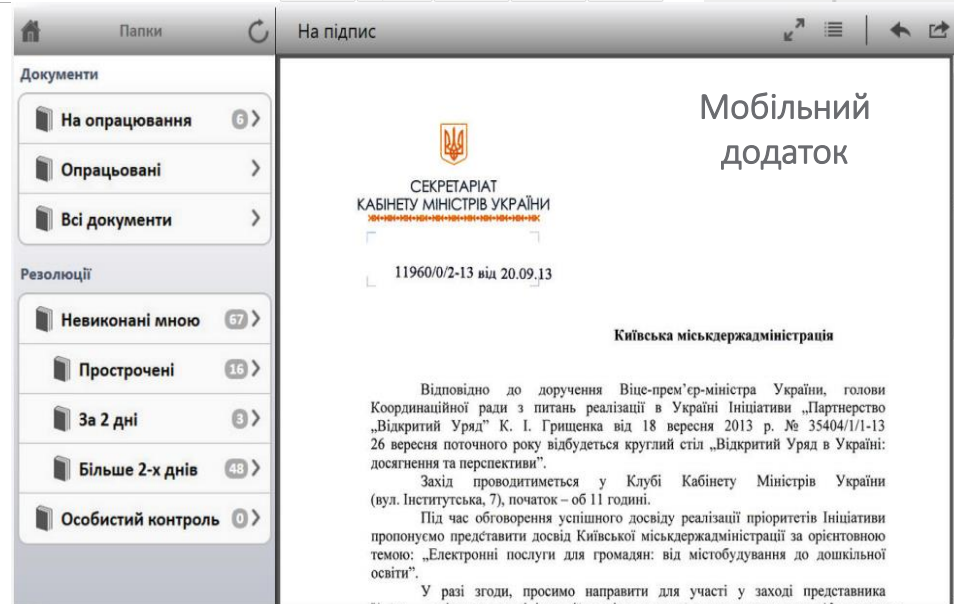 Папки
На підпис
Документи
На опрацювання 6
Опрацьовані
Всі документи
Резолюції
Невиконані мною 67
Прострочені 16
За 2 дні 3
Більше 2-х днів 48
Особистий контроль 0
Мобільний
додаток
СЕКРЕТАРІАТ
КАБІНЕТУ МІНІСТРІВ УКРАЇНИ
11960/0/2-13 від 20.09.13
Київська міськдержадміністрація
Відповідно до доручення Віце-прем’єр-міністра України, голови
Координаційної ради з питань реалізації в Україні Ініціативи „Партнерство
„Відкритий Уряд” К. І. Грищенка від 18 вересня 2013 р. № 35404/1/1-13
26 вересня поточного року відбудеться круглий стіл „Відкритий Уряд в Україні:
досягнення та перспективи”.
Захід проводитиметься у Клубі Кабінету Міністрів України
(вул. Інститутська, 7), початок – об 11 годині.
Під час обговорення успішного досвіду реалізації пріоритетів Ініціативи
пропонуємо представити досвід Київської міськдержадміністрації за орієнтовною
темою: „Електронні послуги для громадян: від містобудування до дошкільної
освіти”.
У разі згоди, просимо направити для участі у заході представника